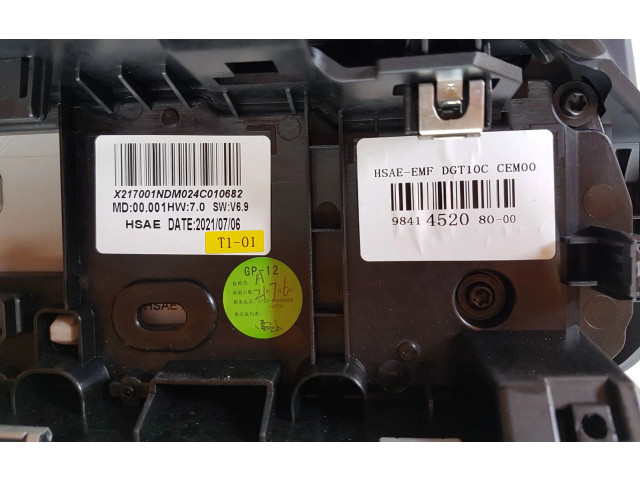 X217001NDM024C010682
MD:00.001HW:7.0 SW:V6.9
HSAE DATE:2021/07/06
T1-01
GP-12
A
HSAE
HSAE-EMF DGT10C CEM00
9841 4520 80-00